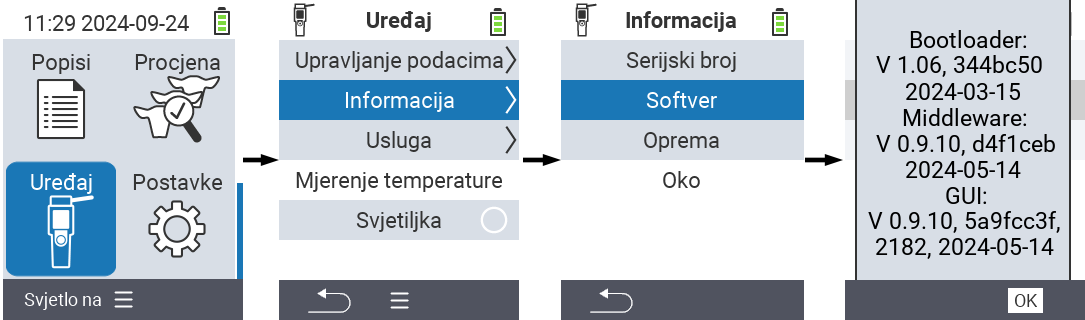 11:29 2024-09-24
Popisi Procjena
Uređaj Postavke
Svjetlo na
Uređaj
Upravljanje podacima
Informacija
Usluga
Mjerenje temperature
Svjetiljka
Informacija
Serijski broj
Softver
Oprema
Oko
Bootloader:
V 1.06, 344bc50
2024-03-15
Middleware:
V 0.9.10, d4f1ceb
2024-05-14
GUI:
V 0.9.10, 5a9fcc3f,
2182, 2024-05-14
OK